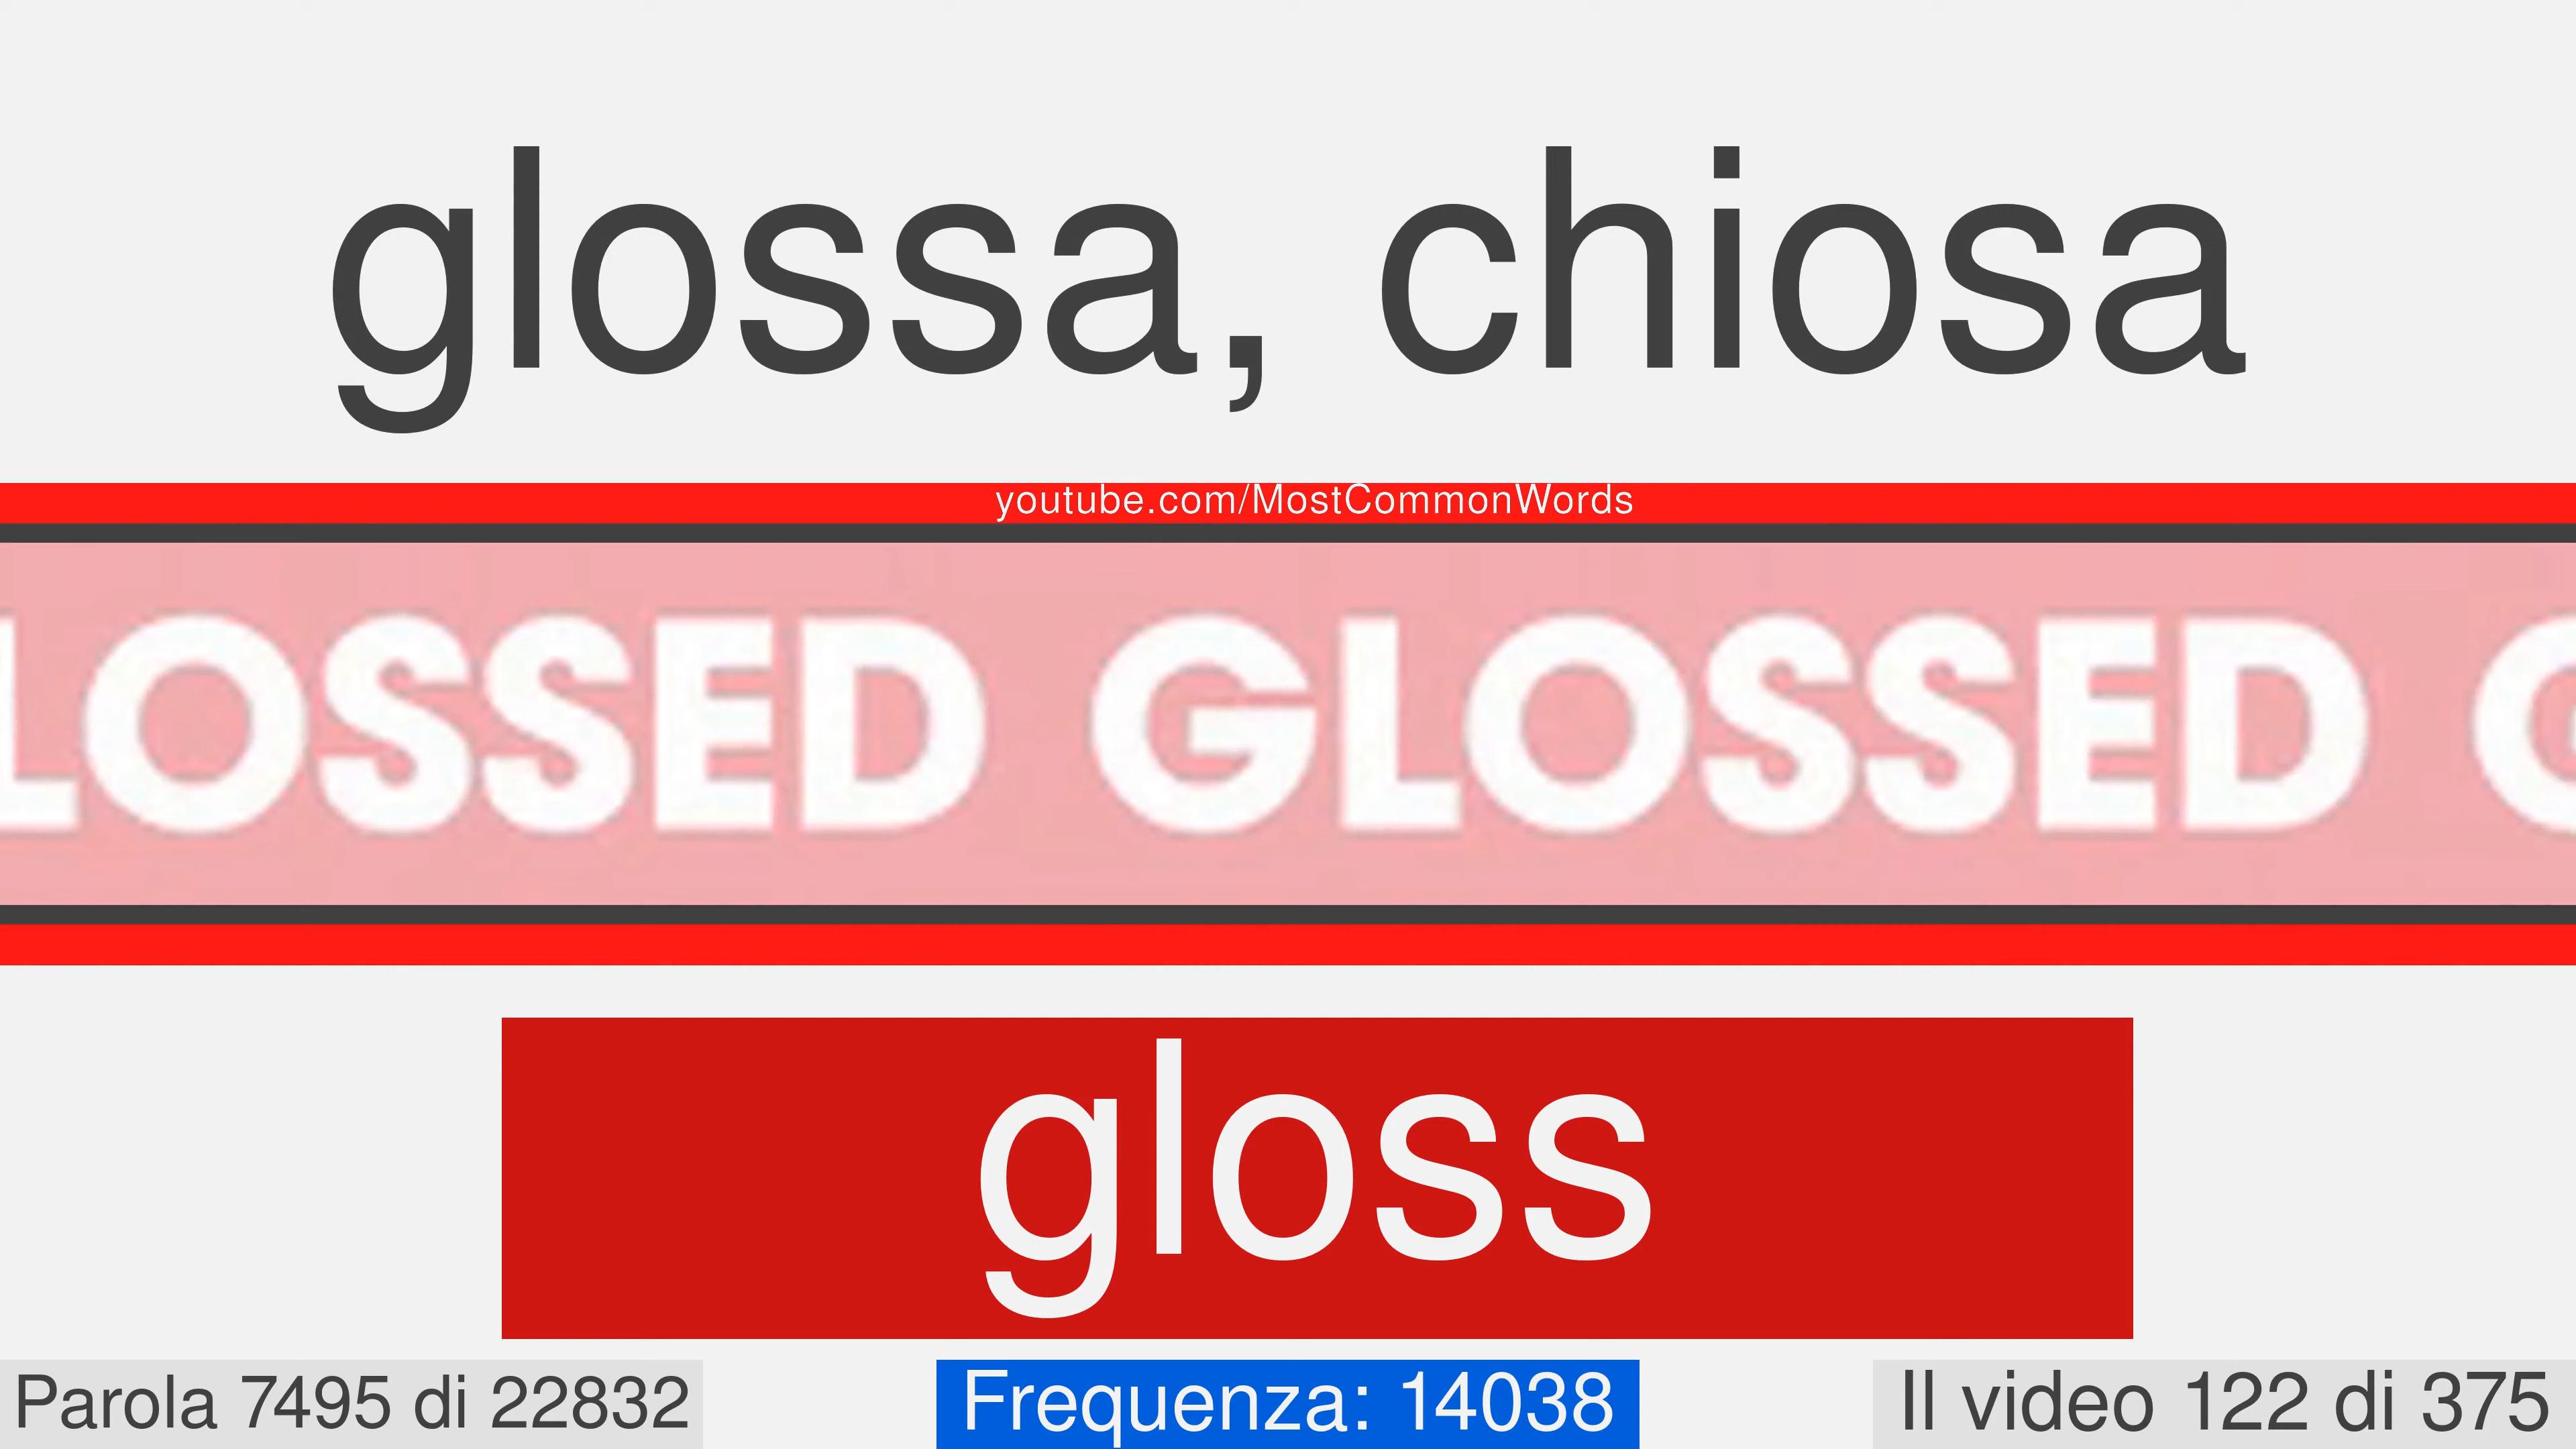 glossa, chiosa
youtube.com/MostCommonWords
LOSSED GLOSSED G
gloss
Parola 7495 di 22832
Frequenza: 14038
Il video 122 di 375